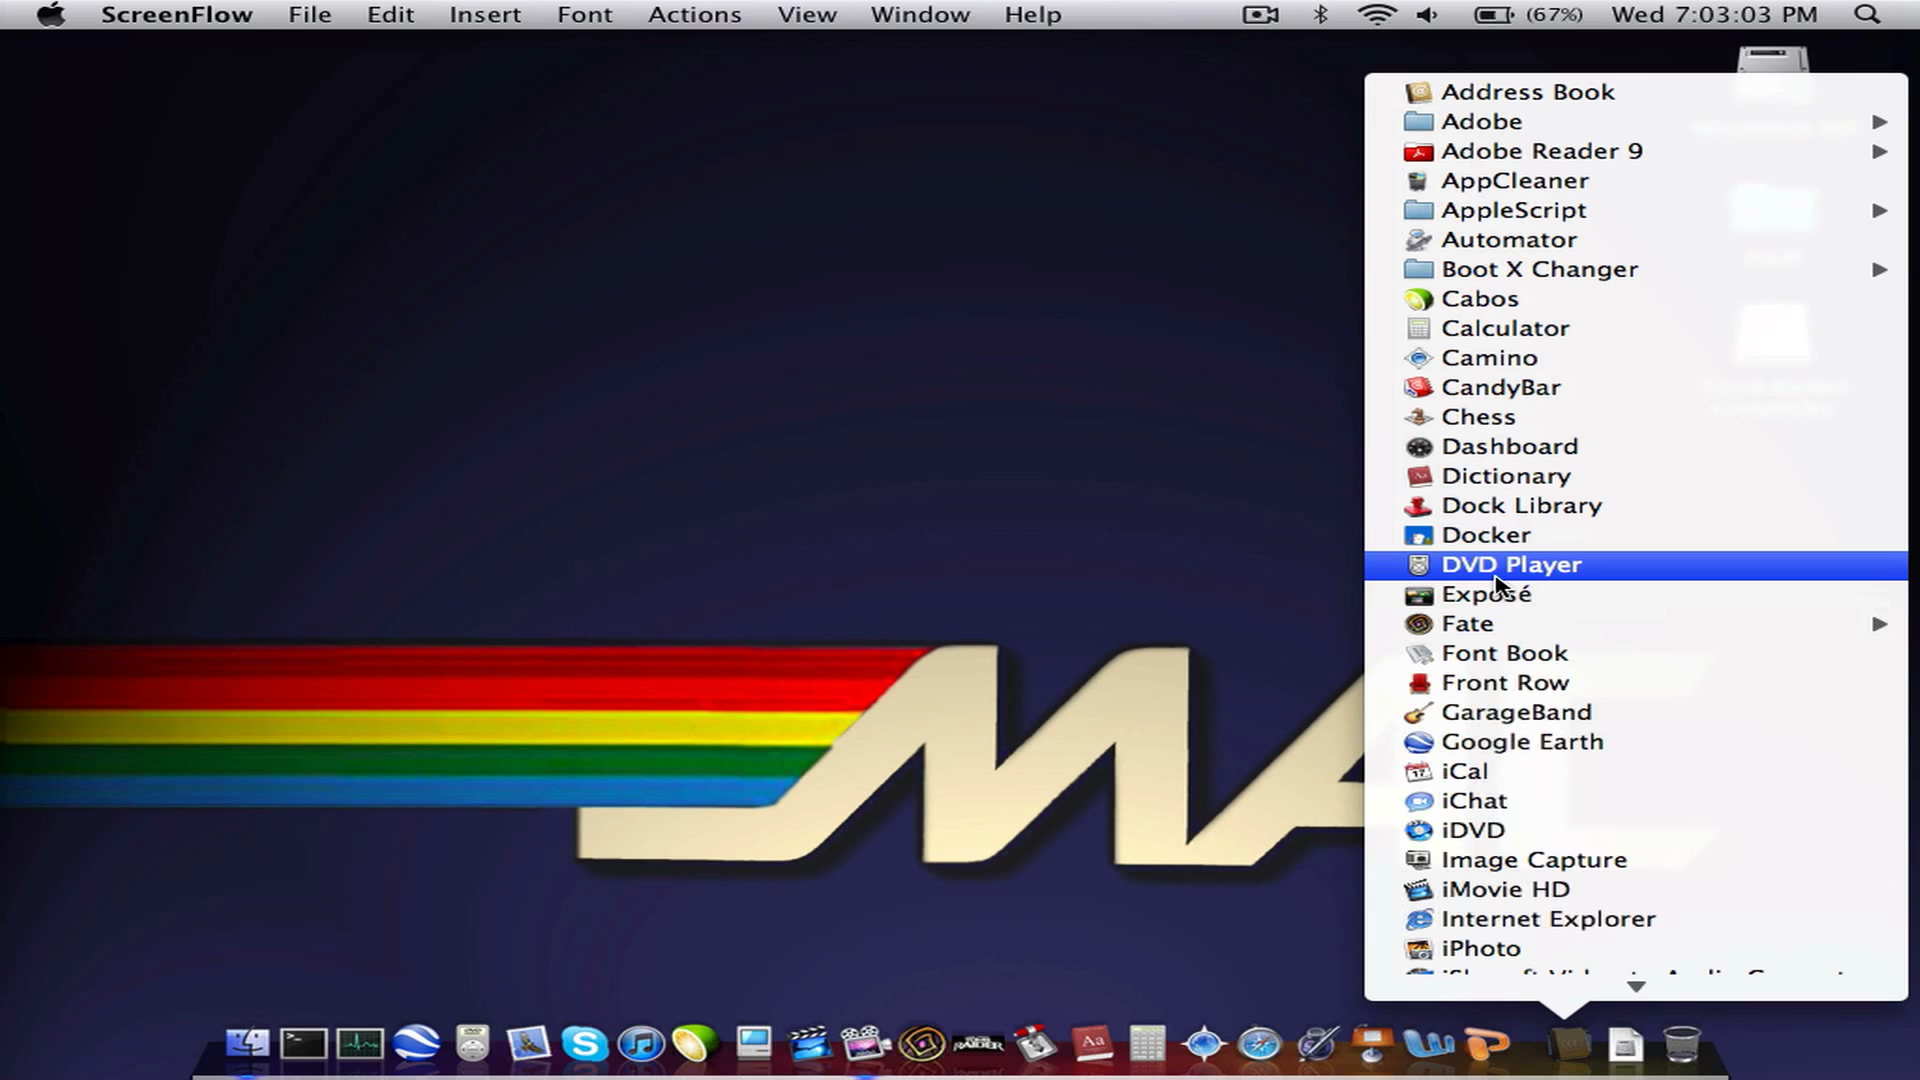 ScreenFlow File Edit Insert Font Actions View Window Help (67%) Wed 7:03:03 PM
Address Book
Adobe
Adobe Reader 9
AppCleaner
AppleScript
Automator
Boot X Changer
Cabos
Calculator
Camino
CandyBar
Chess
Dashboard
Dictionary
Dock Library
Docker
DVD Player
Exposé
Fate
Font Book
Front Row
GarageBand
Google Earth
iCal
iChat
iDVD
Image Capture
iMovie HD
Internet Explorer
iPhoto
MA
RAIDER
Aa